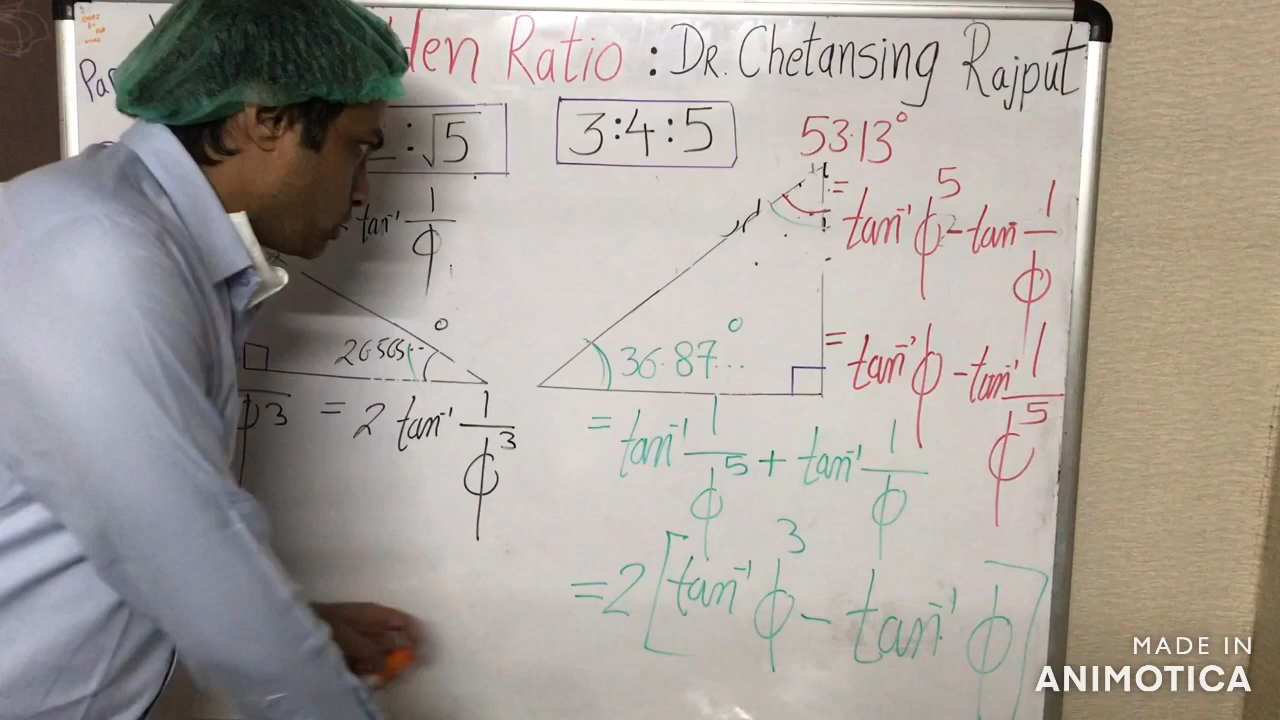 den Ratio : DR. Chetansing Rajput
Par
:√5
3:4:5
53.13°
tan⁻¹ 1/ϕ
= tan⁻¹ ϕ⁵ - tan⁻¹ 1/ϕ
26.565...°
36.87...°
= tan⁻¹ ϕ - tan⁻¹ 1/ϕ⁵
ϕ³ = 2 tan⁻¹ 1/ϕ³
= tan⁻¹ 1/ϕ⁵ + tan⁻¹ 1/ϕ
= 2 [tan⁻¹ ϕ³ - tan⁻¹ ϕ]
MADE IN
ANIMOTICA